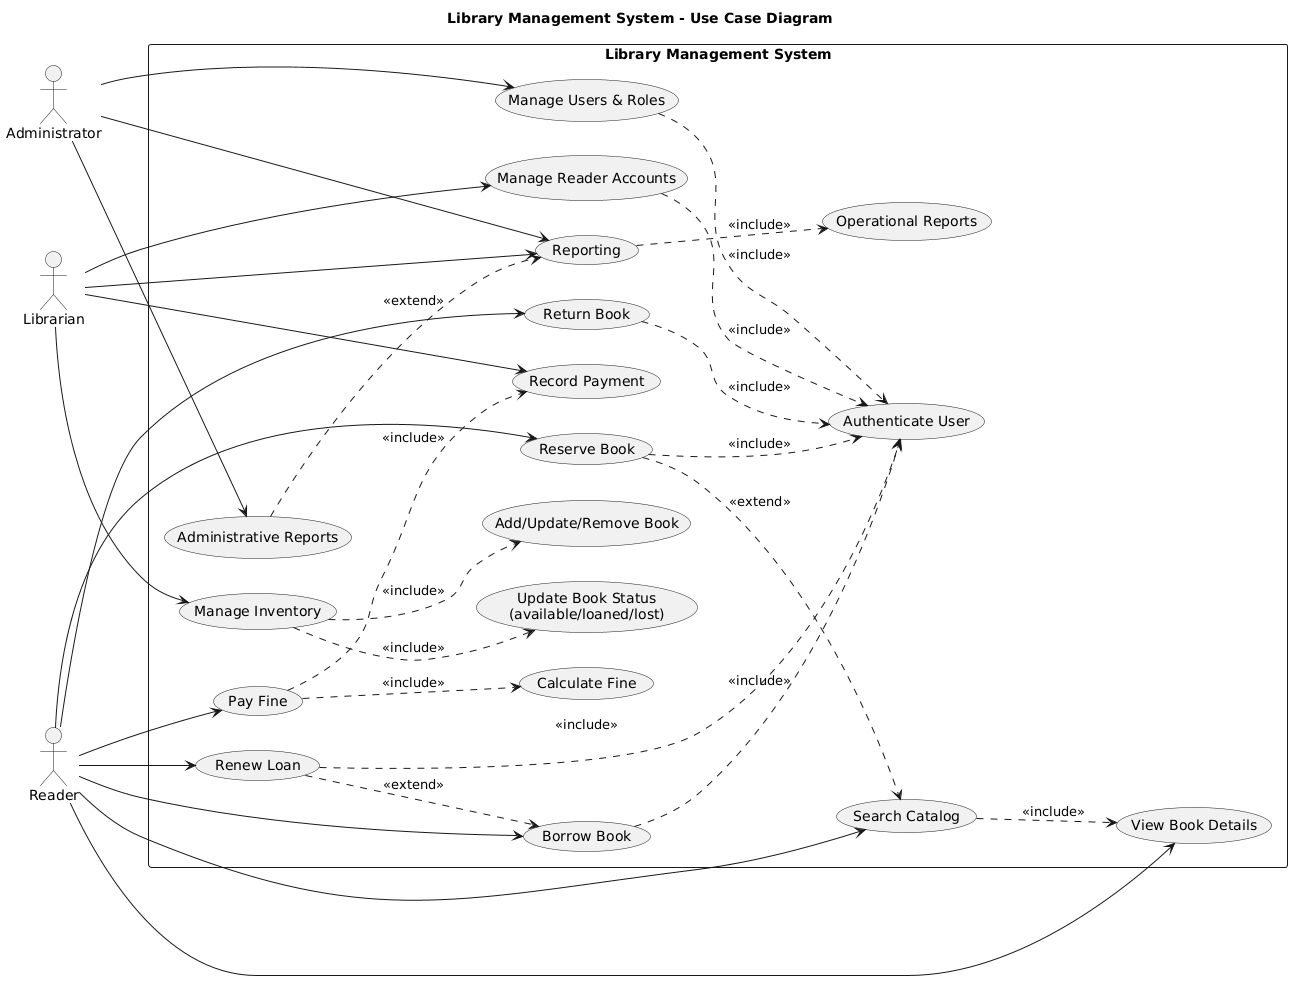 Library Management System - Use Case Diagram
Library Management System
Administrator
Manage Users & Roles
Manage Reader Accounts
Operational Reports
«include»
Reporting
«include»
Librarian
«extend»
Return Book
«include»
Record Payment
«include»
Authenticate User
«include»
«include»
Reserve Book
«extend»
Add/Update/Remove Book
Administrative Reports
«include»
Update Book Status
(available/loaned/lost)
Manage Inventory
«include»
«include»
Calculate Fine
«include»
Pay Fine
«include»
Renew Loan
«extend»
Reader
Search Catalog
«include»
View Book Details
Borrow Book